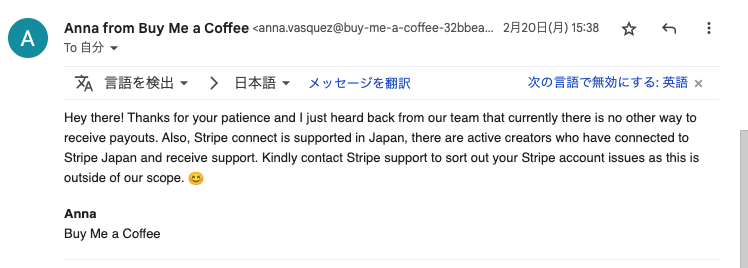 A
Anna from Buy Me a Coffee <anna.vasquez@buy-me-a-coffee-32bbea... 2月20日(月) 15:38
To 自分
言語を検出 > 日本語 メッセージを翻訳 次の言語で無効にする: 英語 ×
Hey there! Thanks for your patience and I just heard back from our team that currently there is no other way to
receive payouts. Also, Stripe connect is supported in Japan, there are active creators who have connected to
Stripe Japan and receive support. Kindly contact Stripe support to sort out your Stripe account issues as this is
outside of our scope. 😊
Anna
Buy Me a Coffee